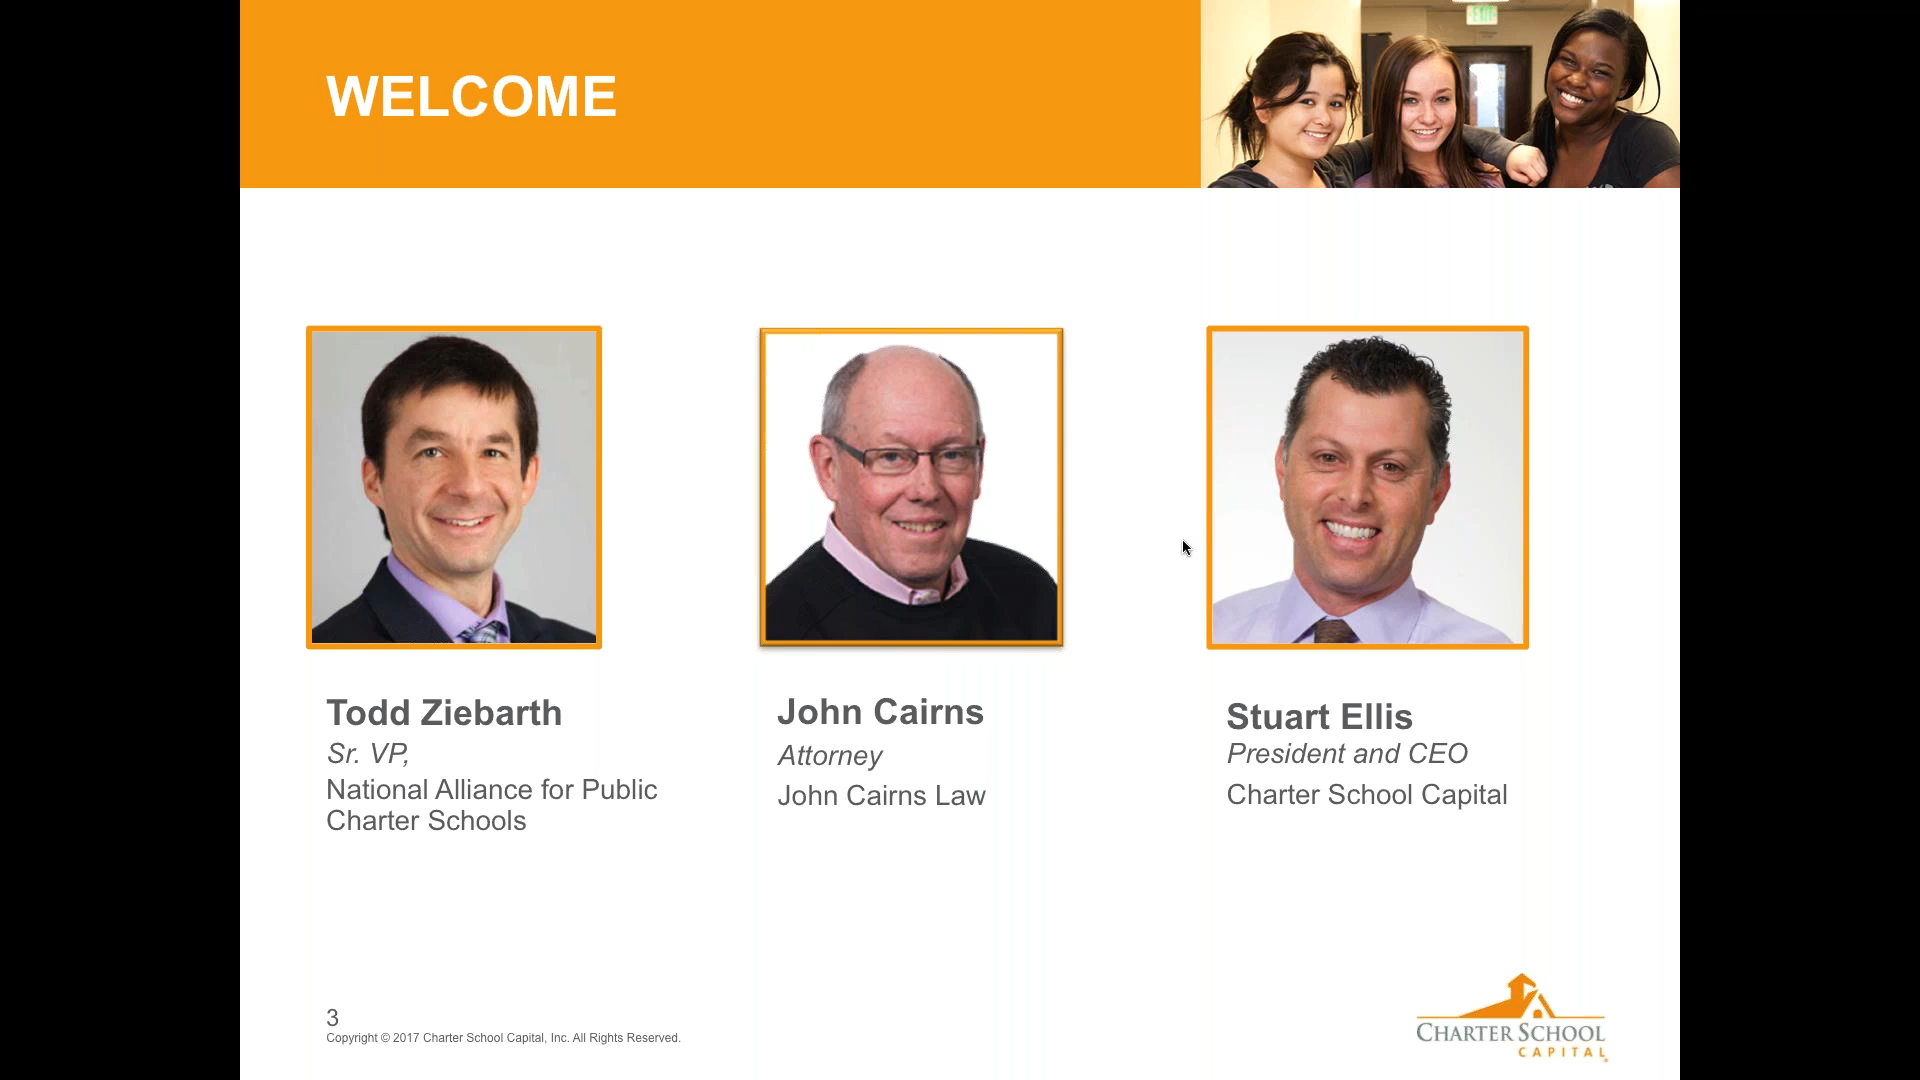 WELCOME
EXIT
Todd Ziebarth
Sr. VP,
National Alliance for Public
Charter Schools
John Cairns
Attorney
John Cairns Law
Stuart Ellis
President and CEO
Charter School Capital
3
Copyright © 2017 Charter School Capital, Inc. All Rights Reserved.
CHARTER SCHOOL
CAPITAL